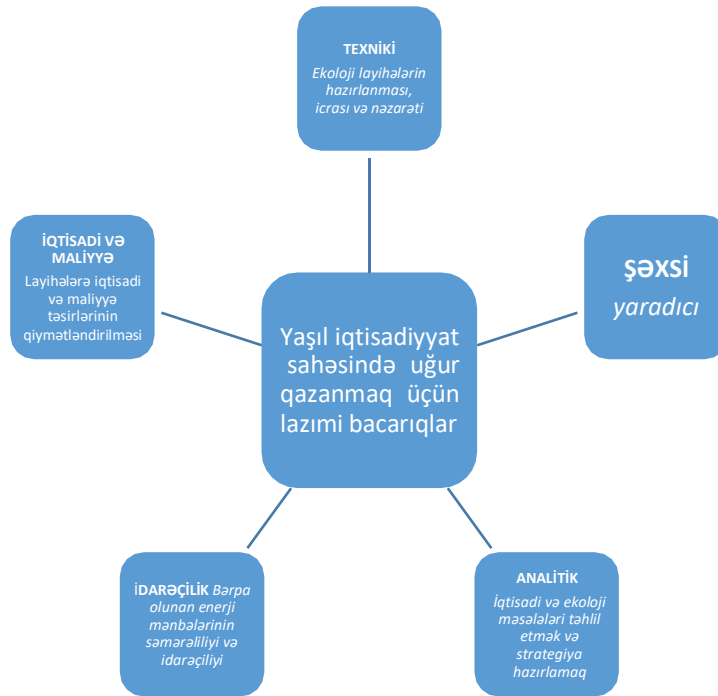 TEXNİKİ
Ekoloji layihələrin
hazırlanması,
icrası və nəzarəti
İQTİSADİ VƏ
MALİYYƏ
Layihələrə iqtisadi
və maliyyə
təsirlərinin
qiymətləndirilməsi
ŞƏXSİ
yaradıcı
Yaşıl iqtisadiyyat
sahəsində uğur
qazanmaq üçün
lazımi bacarıqlar
İDARƏÇİLİK Bərpa
olunan enerji
mənbələrinin
səmərəliliyi və
idarəçiliyi
ANALİTİK
İqtisadi və ekoloji
məsələləri təhlil
etmək və
strategiya
hazırlamaq